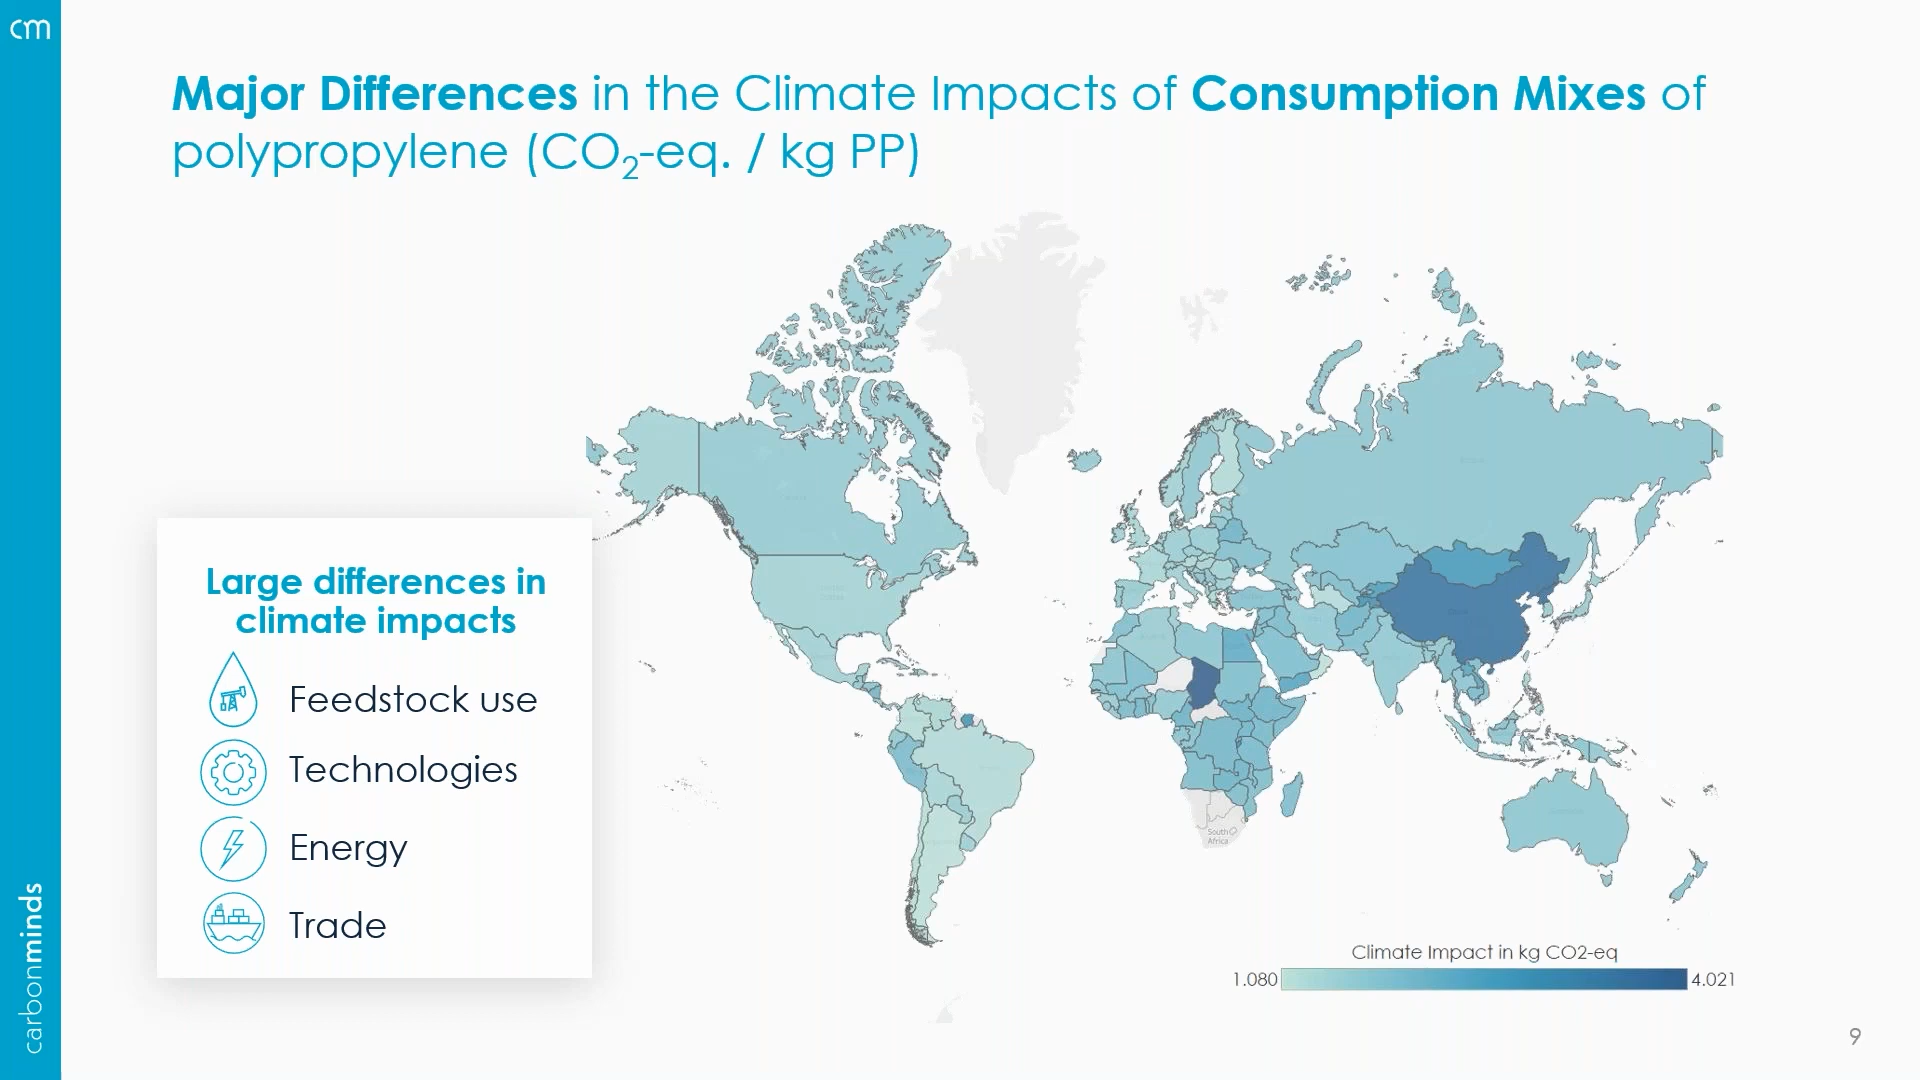 cm
Major Differences in the Climate Impacts of Consumption Mixes of
polypropylene (CO₂-eq. / kg PP)
Large differences in
climate impacts
Feedstock use
Technologies
Energy
Trade
South
Africa
Climate Impact in kg CO2-eq
1.080
4.021
carbonminds
9